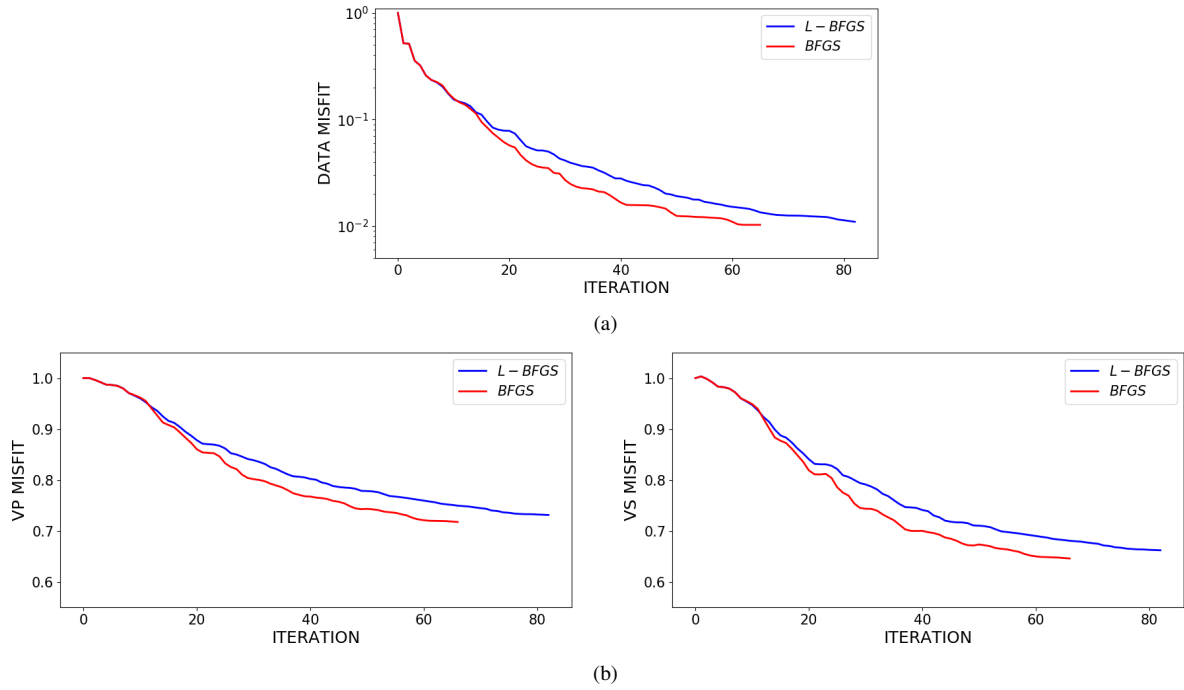 10⁰
10⁻¹
10⁻²
DATA MISFIT
L − BFGS
BFGS
0 20 40 60 80
ITERATION
(a)
1.0
0.9
0.8
0.7
0.6
VP MISFIT
L − BFGS
BFGS
0 20 40 60 80
ITERATION
1.0
0.9
0.8
0.7
0.6
VS MISFIT
L − BFGS
BFGS
0 20 40 60 80
ITERATION
(b)